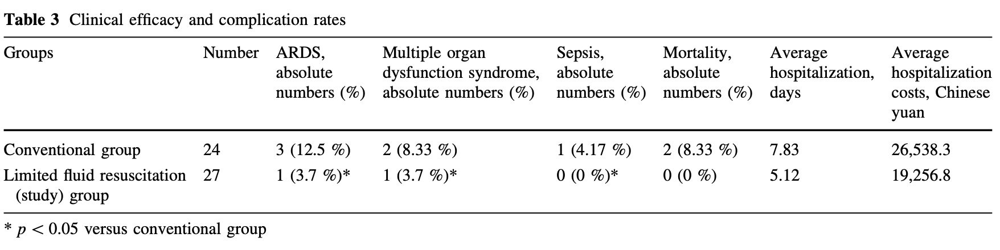 Table 3 Clinical efficacy and complication rates
Groups Number ARDS, absolute numbers (%) Multiple organ dysfunction syndrome, absolute numbers (%) Sepsis, absolute numbers (%) Mortality, absolute numbers (%) Average hospitalization, days Average hospitalization costs, Chinese yuan
Conventional group 24 3 (12.5 %) 2 (8.33 %) 1 (4.17 %) 2 (8.33 %) 7.83 26,538.3
Limited fluid resuscitation (study) group 27 1 (3.7 %)* 1 (3.7 %)* 0 (0 %)* 0 (0 %) 5.12 19,256.8
* p < 0.05 versus conventional group